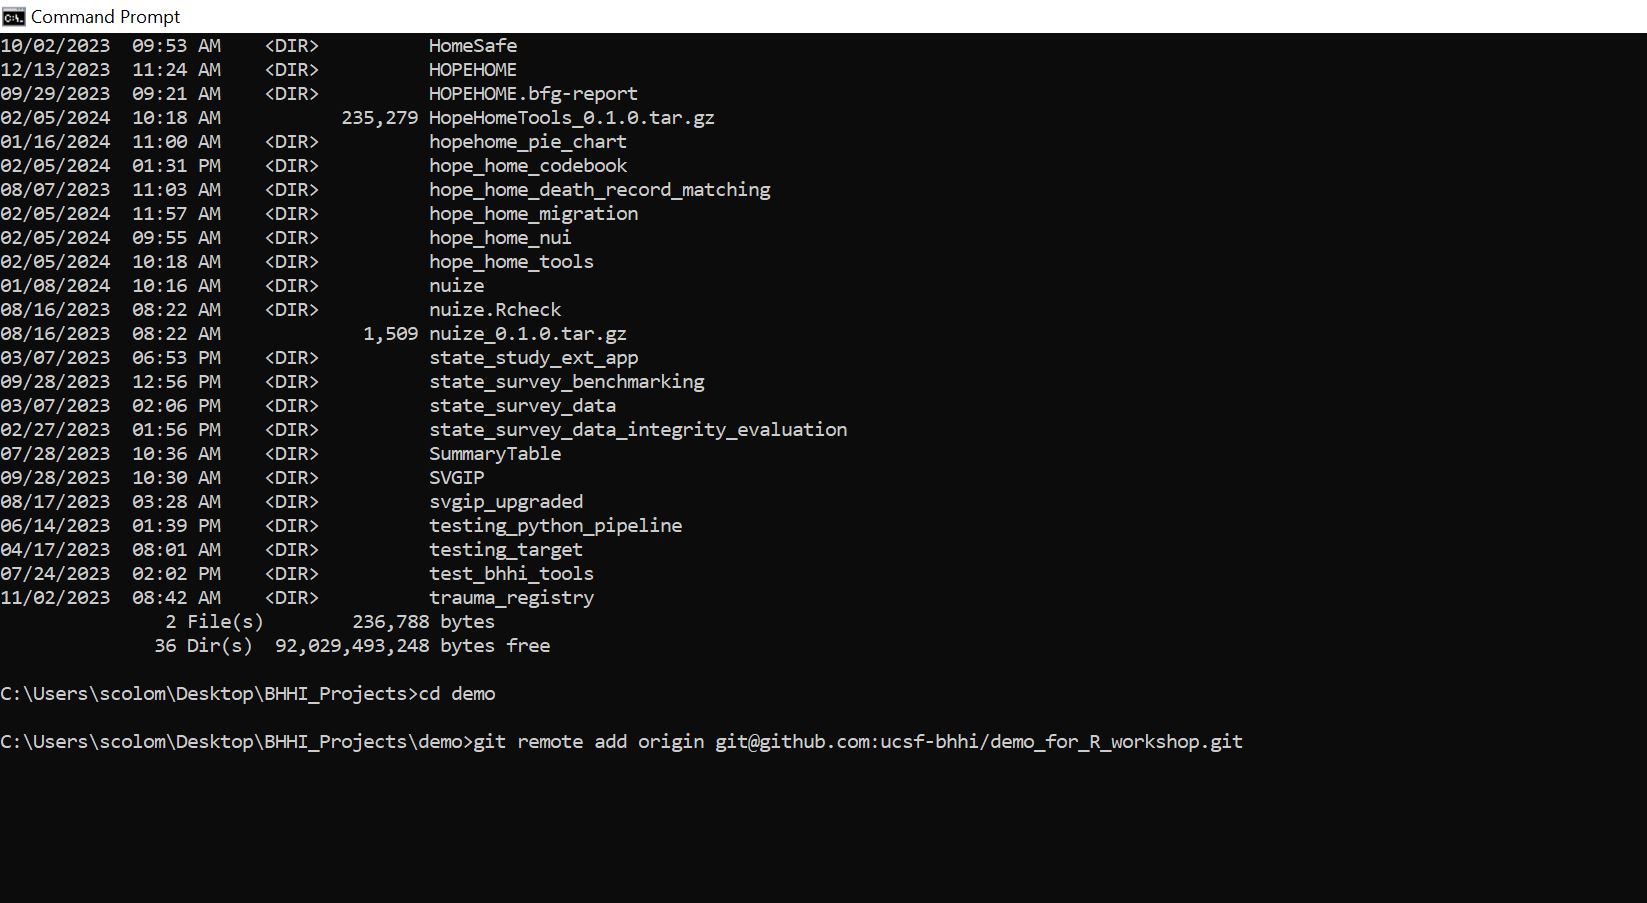 Command Prompt
10/02/2023  09:53 AM    <DIR>          HomeSafe
12/13/2023  11:24 AM    <DIR>          HOPEHOME
09/29/2023  09:21 AM    <DIR>          HOPEHOME.bfg-report
02/05/2024  10:18 AM           235,279 HopeHomeTools_0.1.0.tar.gz
01/16/2024  11:00 AM    <DIR>          hopehome_pie_chart
02/05/2024  01:31 PM    <DIR>          hope_home_codebook
08/07/2023  11:03 AM    <DIR>          hope_home_death_record_matching
02/05/2024  11:57 AM    <DIR>          hope_home_migration
02/05/2024  09:55 AM    <DIR>          hope_home_nui
02/05/2024  10:18 AM    <DIR>          hope_home_tools
01/08/2024  10:16 AM    <DIR>          nuize
08/16/2023  08:22 AM    <DIR>          nuize.Rcheck
08/16/2023  08:22 AM             1,509 nuize_0.1.0.tar.gz
03/07/2023  06:53 PM    <DIR>          state_study_ext_app
09/28/2023  12:56 PM    <DIR>          state_survey_benchmarking
03/07/2023  02:06 PM    <DIR>          state_survey_data
02/27/2023  01:56 PM    <DIR>          state_survey_data_integrity_evaluation
07/28/2023  10:36 AM    <DIR>          SummaryTable
09/28/2023  10:30 AM    <DIR>          SVGIP
08/17/2023  03:28 AM    <DIR>          svgip_upgraded
06/14/2023  01:39 PM    <DIR>          testing_python_pipeline
04/17/2023  08:01 AM    <DIR>          testing_target
07/24/2023  02:02 PM    <DIR>          test_bhhi_tools
11/02/2023  08:42 AM    <DIR>          trauma_registry
               2 File(s)        236,788 bytes
              36 Dir(s)  92,029,493,248 bytes free
C:\Users\scolom\Desktop\BHHI_Projects>cd demo
C:\Users\scolom\Desktop\BHHI_Projects\demo>git remote add origin git@github.com:ucsf-bhhi/demo_for_R_workshop.git